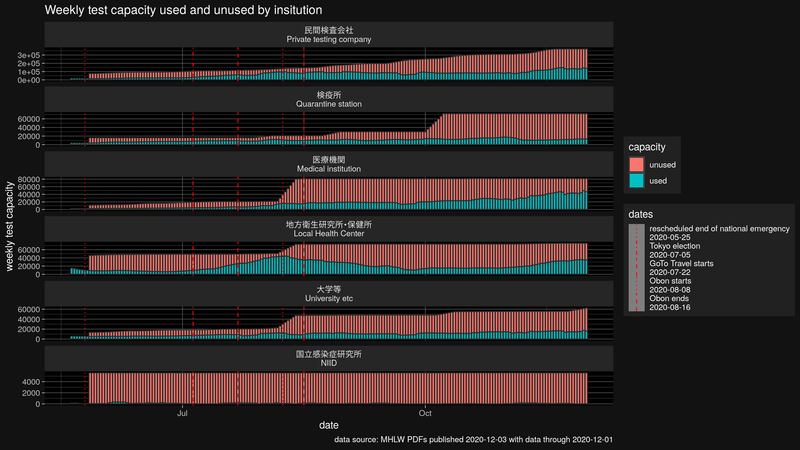 Weekly test capacity used and unused by insitution
民間検査会社
Private testing company
3e+05
2e+05
1e+05
0e+00
検疫所
Quarantine station
60000
40000
20000
0
医療機関
Medical institution
80000
60000
40000
20000
0
地方衛生研究所・保健所
Local Health Center
60000
40000
20000
0
大学等
University etc
60000
40000
20000
0
国立感染症研究所
NIID
4000
2000
0
Jul
Oct
date
weekly test capacity
capacity
unused
used
dates
rescheduled end of national emergency
2020-05-25
Tokyo election
2020-07-05
GoTo Travel starts
2020-07-22
Obon starts
2020-08-08
Obon ends
2020-08-16
data source: MHLW PDFs published 2020-12-03 with data through 2020-12-01